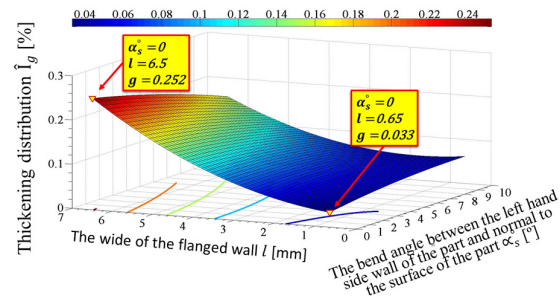 0.04 0.06 0.08 0.1 0.12 0.14 0.16 0.18 0.2 0.22 0.24
α°ₛ=0
l=6.5
g=0.252
α°ₛ=0
l=0.65
g=0.033
Thickening distribution Î_g [%]
0.3
0.2
0.1
0
7 6 5 4 3 2 1 0
0 1 2 3 4 5 6 7 8 9 10
The wide of the flanged wall l [mm]
The bend angle between the left hand
side wall of the part and normal to
the surface of the part ∝ₛ [°]